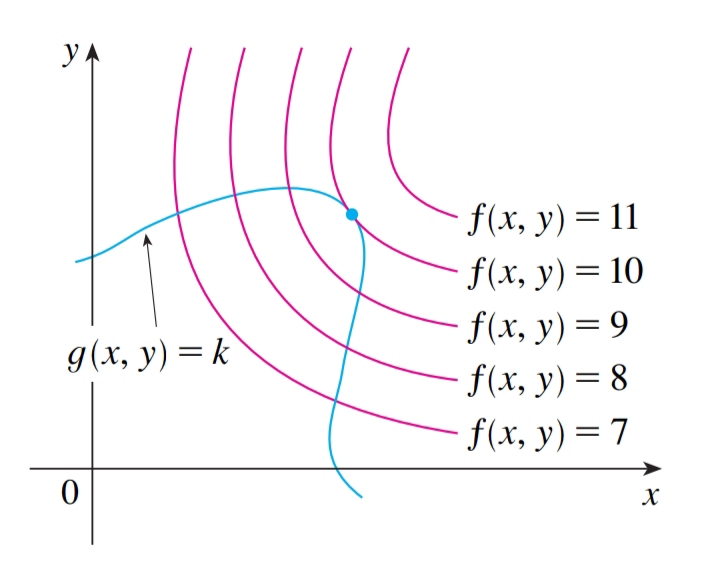 y
f(x, y) = 11
f(x, y) = 10
f(x, y) = 9
g(x, y) = k
f(x, y) = 8
f(x, y) = 7
0
x